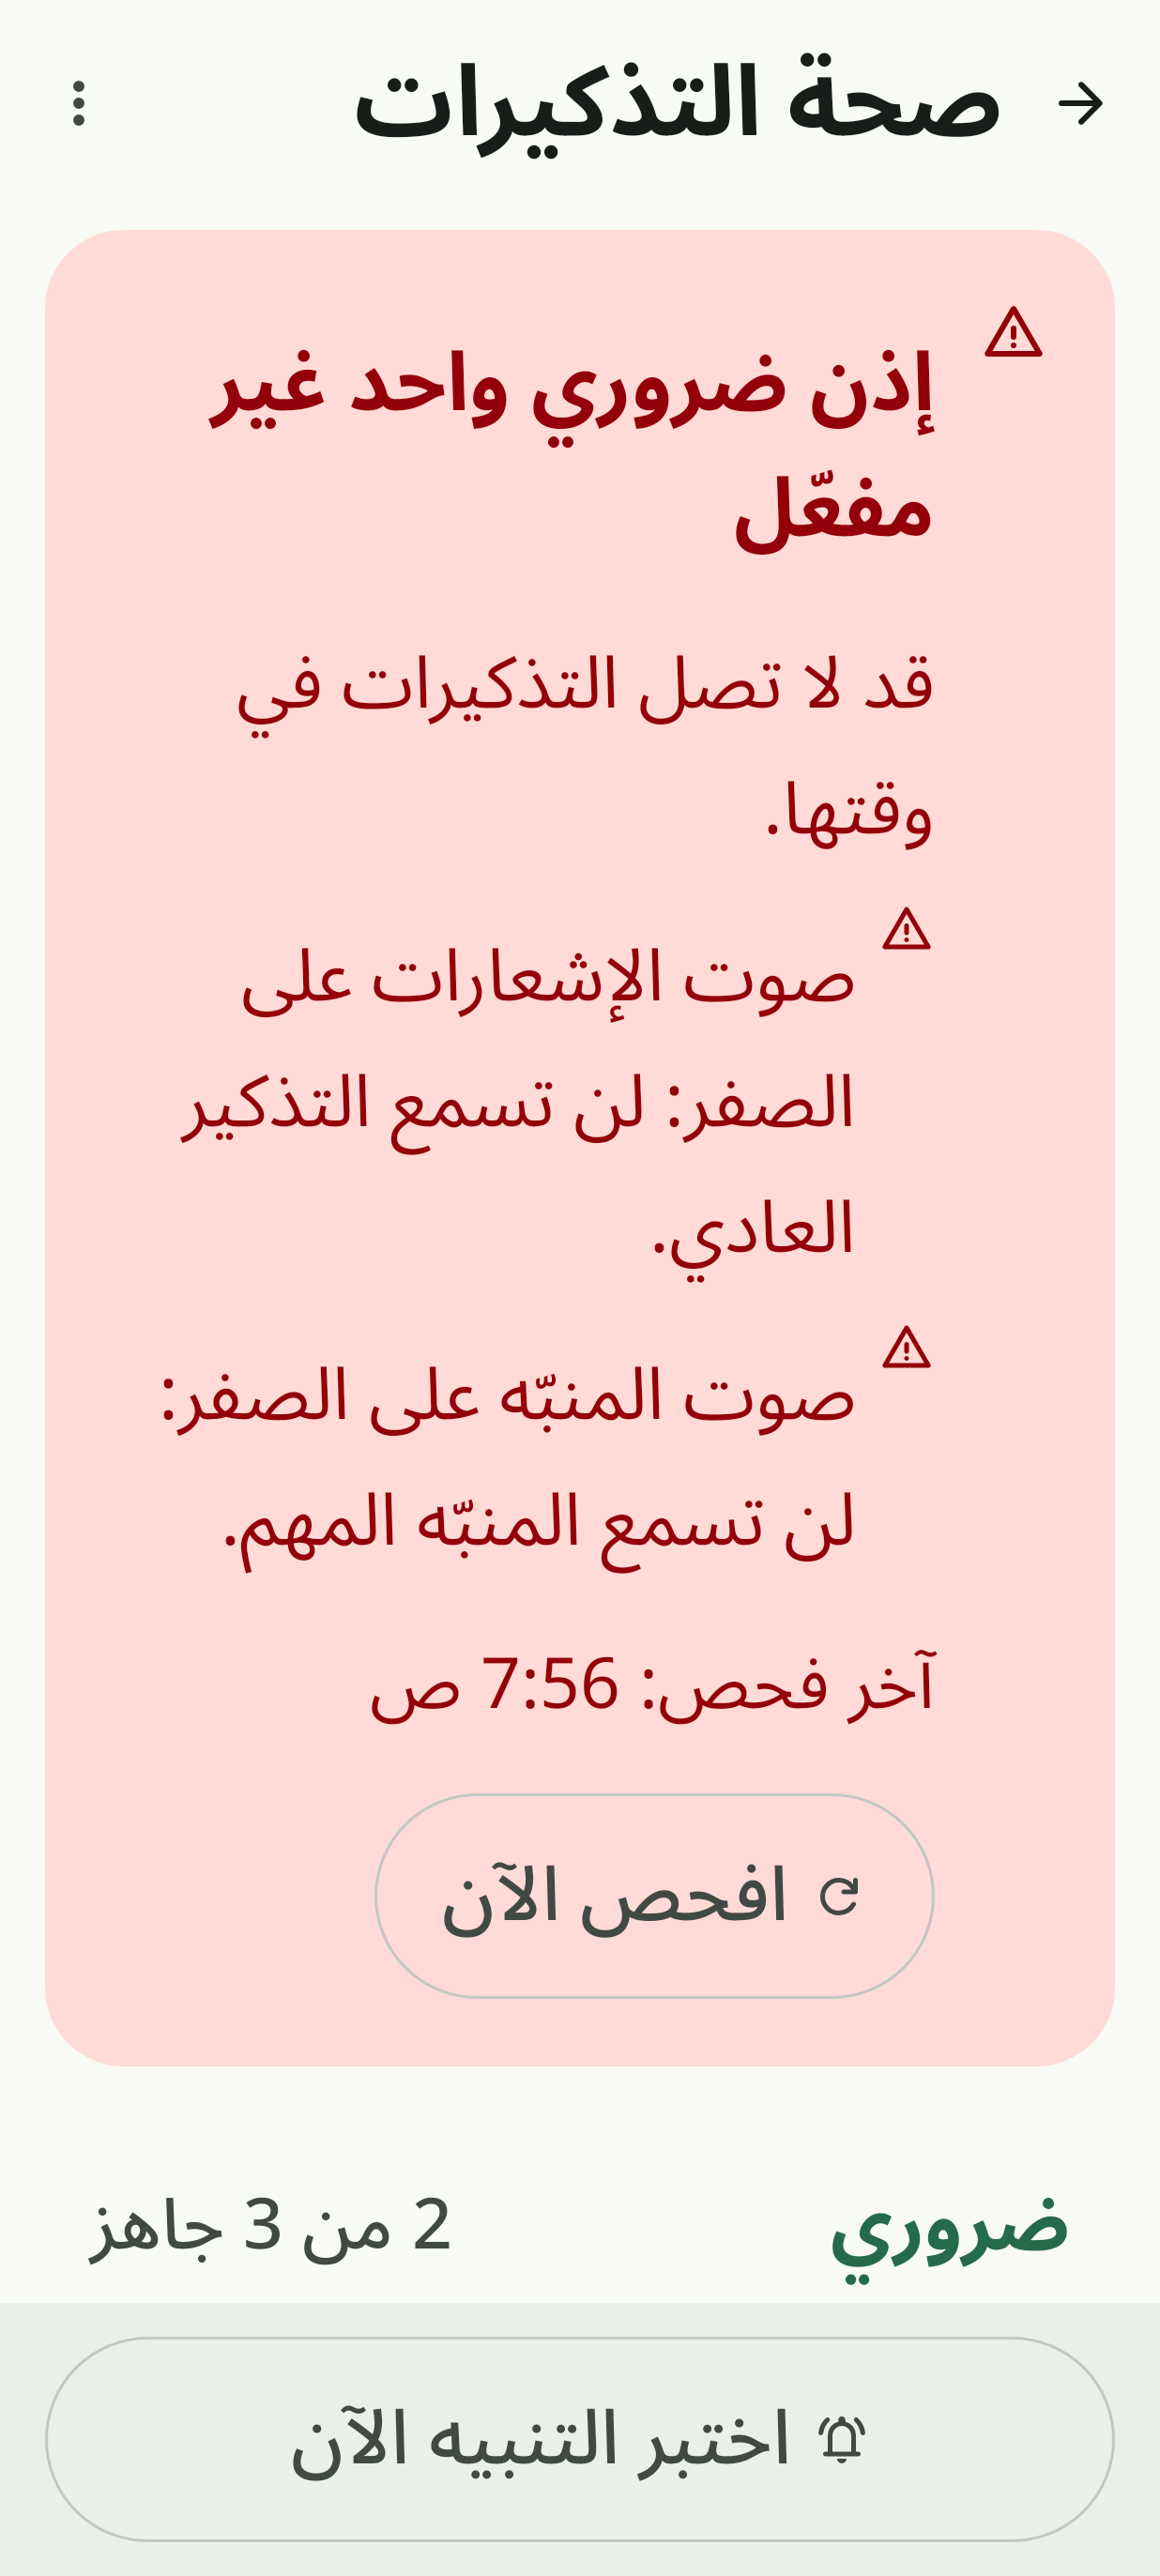 صحة التذكيرات
إذن ضروري واحد غير
مفعّل
قد لا تصل التذكيرات في
وقتها.
صوت الإشعارات على
الصفر: لن تسمع التذكير
العادي.
صوت المنبّه على الصفر:
لن تسمع المنبّه المهم.
آخر فحص: 7:56 ص
افحص الآن
ضروري
2 من 3 جاهز
اختبر التنبيه الآن